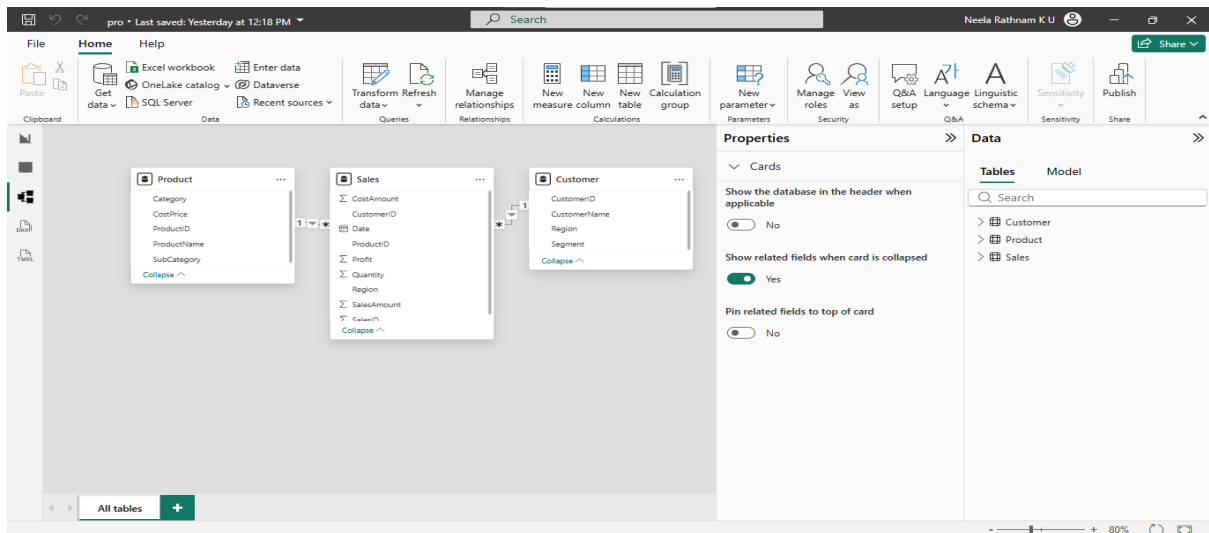 pro • Last saved: Yesterday at 12:18 PM
Search
Neela Rathnam K U
File
Home
Help
Share
Paste
Get data
Excel workbook
OneLake catalog
SQL Server
Enter data
Dataverse
Recent sources
Transform data
Refresh
Manage relationships
New measure
New column
New table
Calculation group
New parameter
Manage roles
View as
Q&A setup
Language
Linguistic schema
Sensitivity
Publish
Clipboard
Data
Queries
Relationships
Calculations
Parameters
Security
Q&A
Sensitivity
Share
DAX
TMDL
Product
Category
CostPrice
ProductID
ProductName
SubCategory
Collapse
1
*
Sales
CostAmount
CustomerID
Date
ProductID
Profit
Quantity
Region
SalesAmount
SalesID
Collapse
*
1
Customer
CustomerID
CustomerName
Region
Segment
Collapse
Properties
Cards
Show the database in the header when
applicable
No
Show related fields when card is collapsed
Yes
Pin related fields to top of card
No
Data
Tables
Model
Search
Customer
Product
Sales
All tables
+
- + 80%